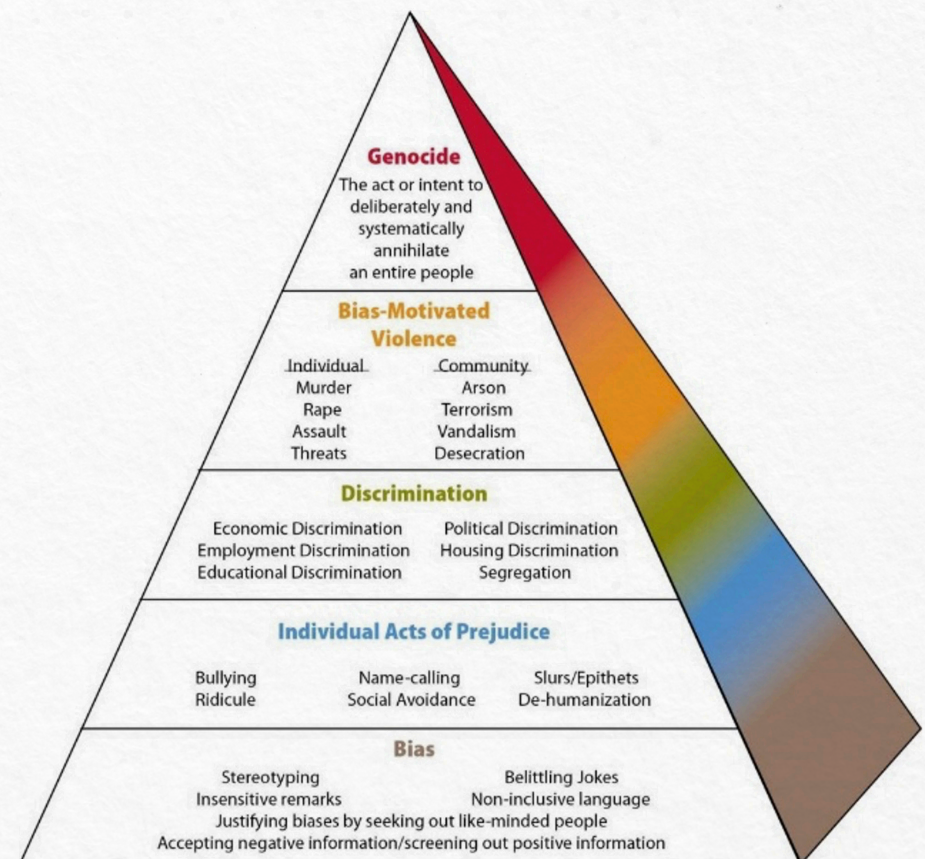 Genocide
The act or intent to
deliberately and
systematically
annihilate
an entire people
Bias-Motivated
Violence
Individual Community
Murder Arson
Rape Terrorism
Assault Vandalism
Threats Desecration
Discrimination
Economic Discrimination Political Discrimination
Employment Discrimination Housing Discrimination
Educational Discrimination Segregation
Individual Acts of Prejudice
Bullying Name-calling Slurs/Epithets
Ridicule Social Avoidance De-humanization
Bias
Stereotyping Belittling Jokes
Insensitive remarks Non-inclusive language
Justifying biases by seeking out like-minded people
Accepting negative information/screening out positive information